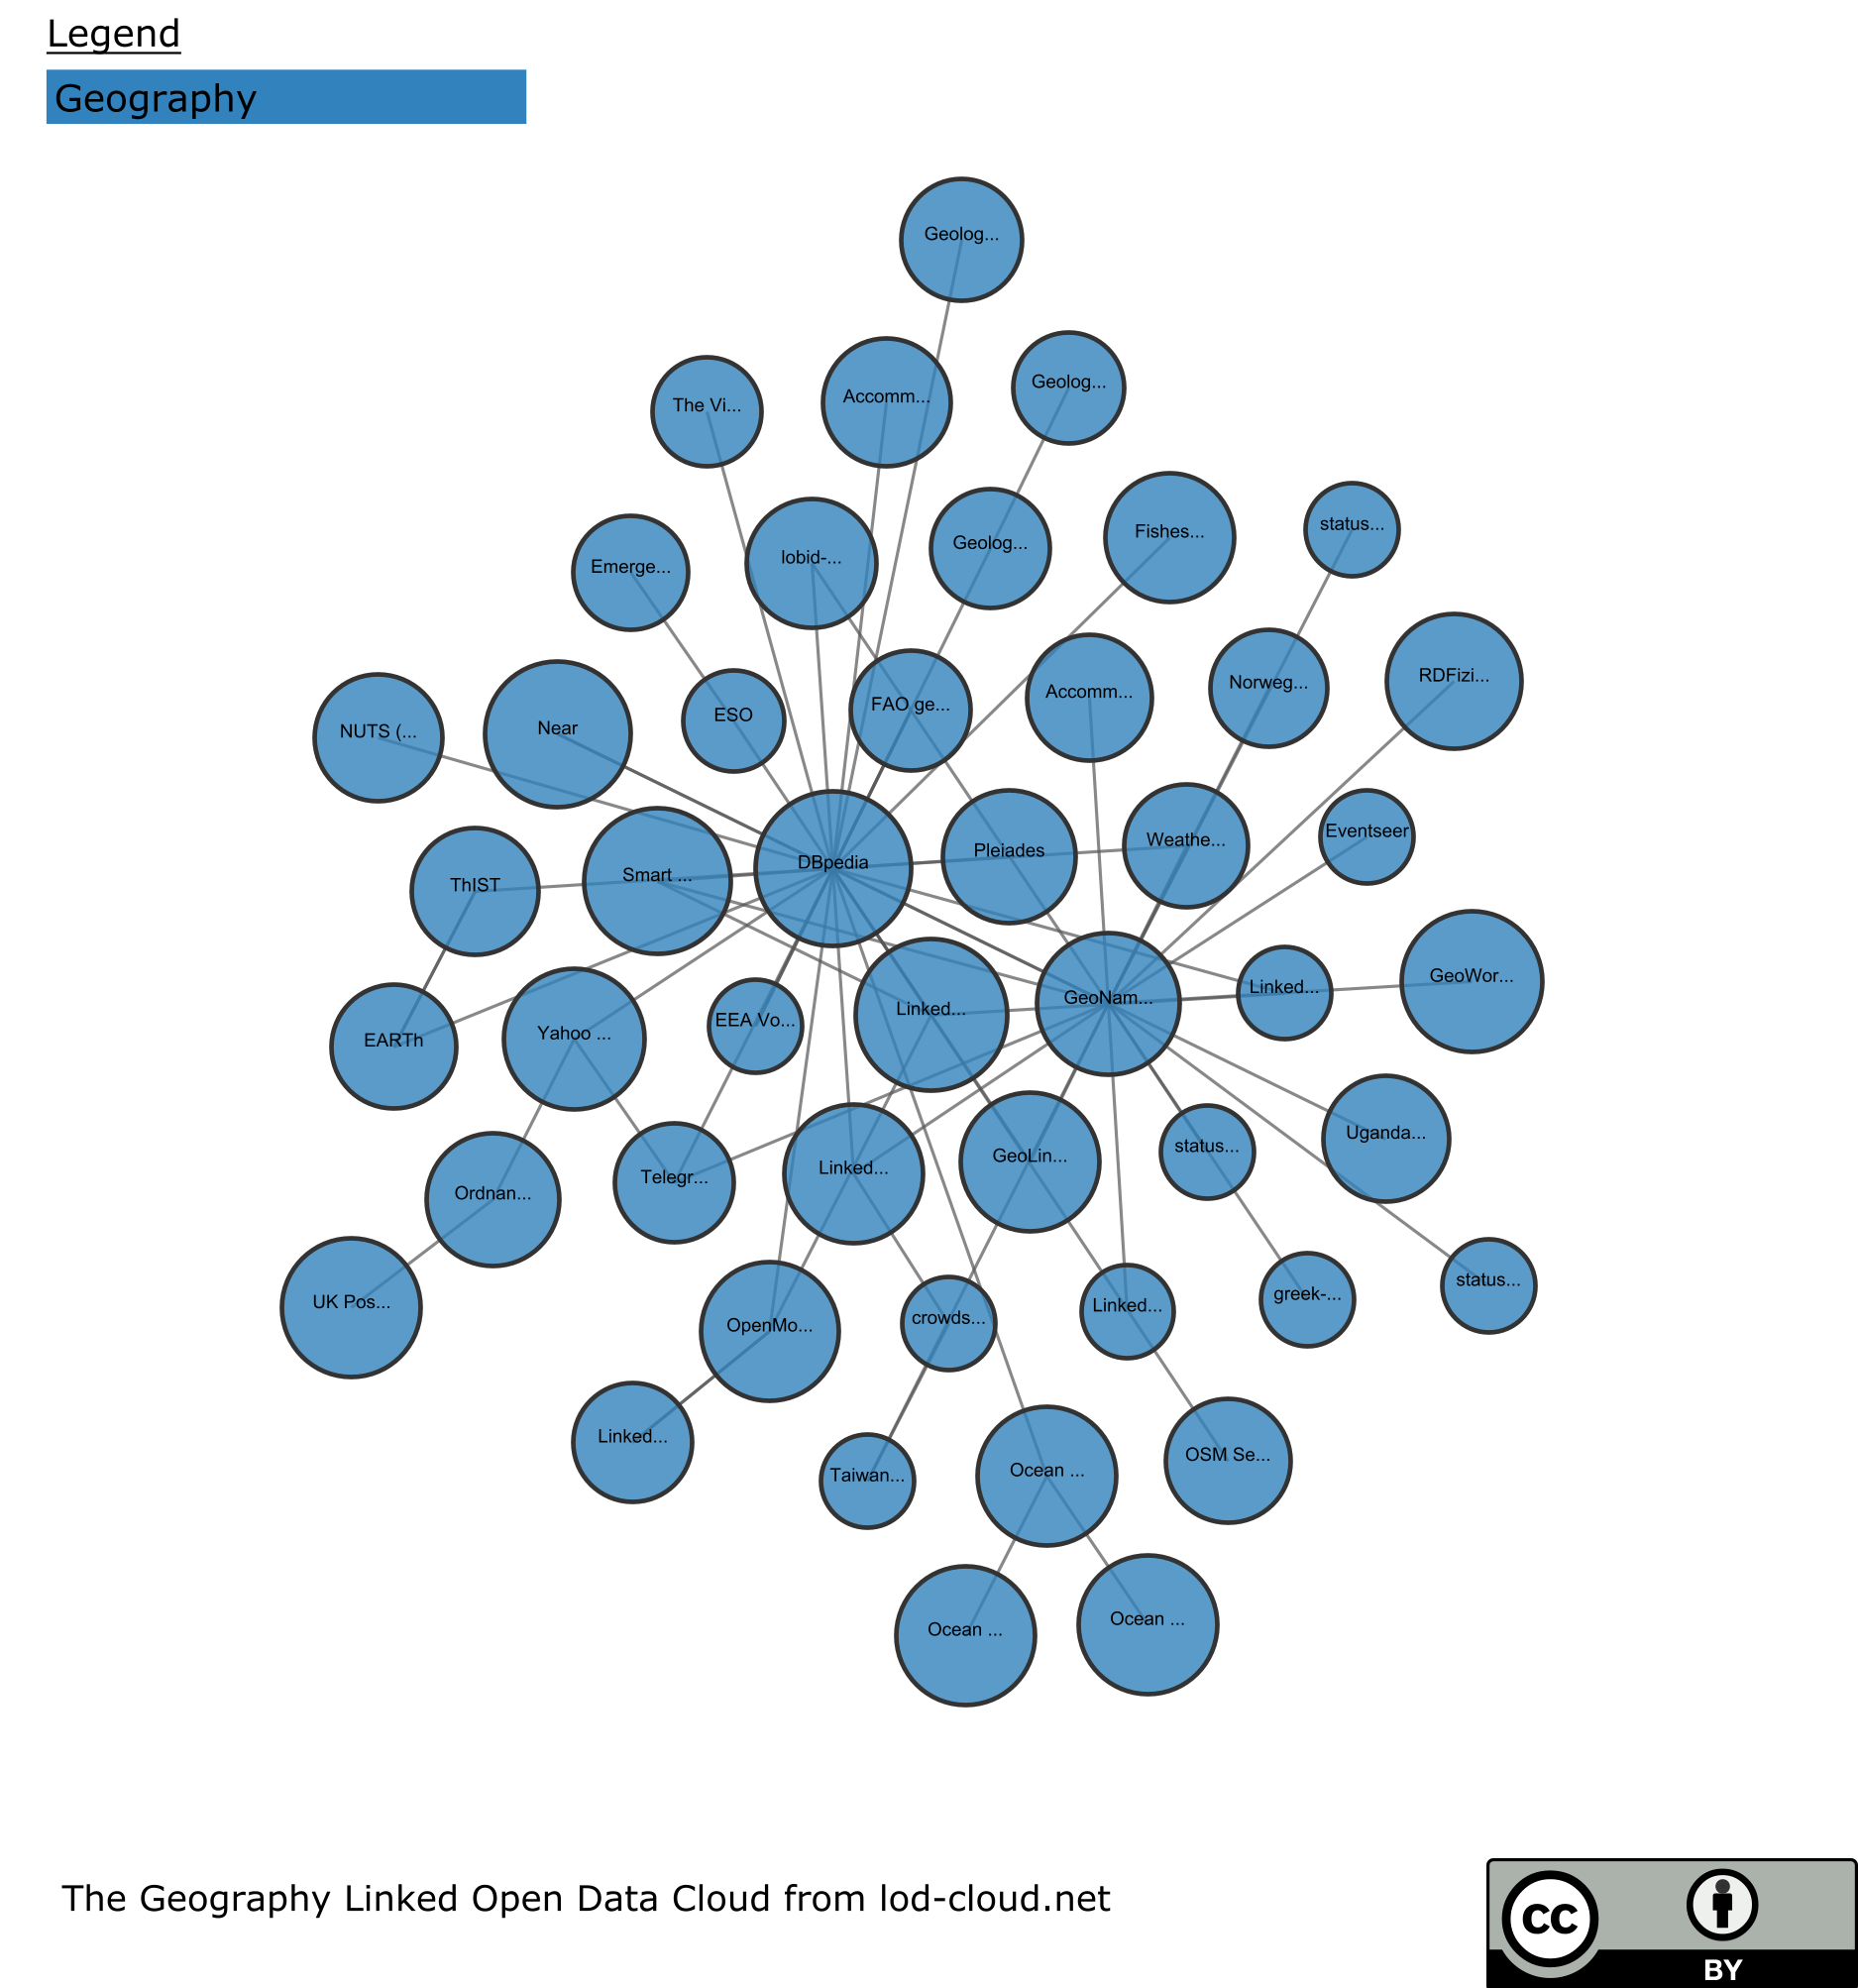 Legend
Geography
Geolog...
Geolog...
The Vi...
Accomm...
Fishes...
status...
Emerge...
lobid-...
Geolog...
NUTS (...
Near
ESO
FAO ge...
Accomm...
Norweg...
RDFizi...
ThIST
Smart ...
DBpedia
Pleiades
Weathe...
Eventseer
EARTh
Yahoo ...
EEA Vo...
Linked...
GeoNam...
Linked...
GeoWor...
Ordnan...
Telegr...
Linked...
GeoLin...
status...
Uganda...
UK Pos...
OpenMo...
crowds...
Linked...
greek-...
status...
Linked...
Taiwan...
Ocean ...
OSM Se...
Ocean ...
Ocean ...
The Geography Linked Open Data Cloud from lod-cloud.net
cc
BY